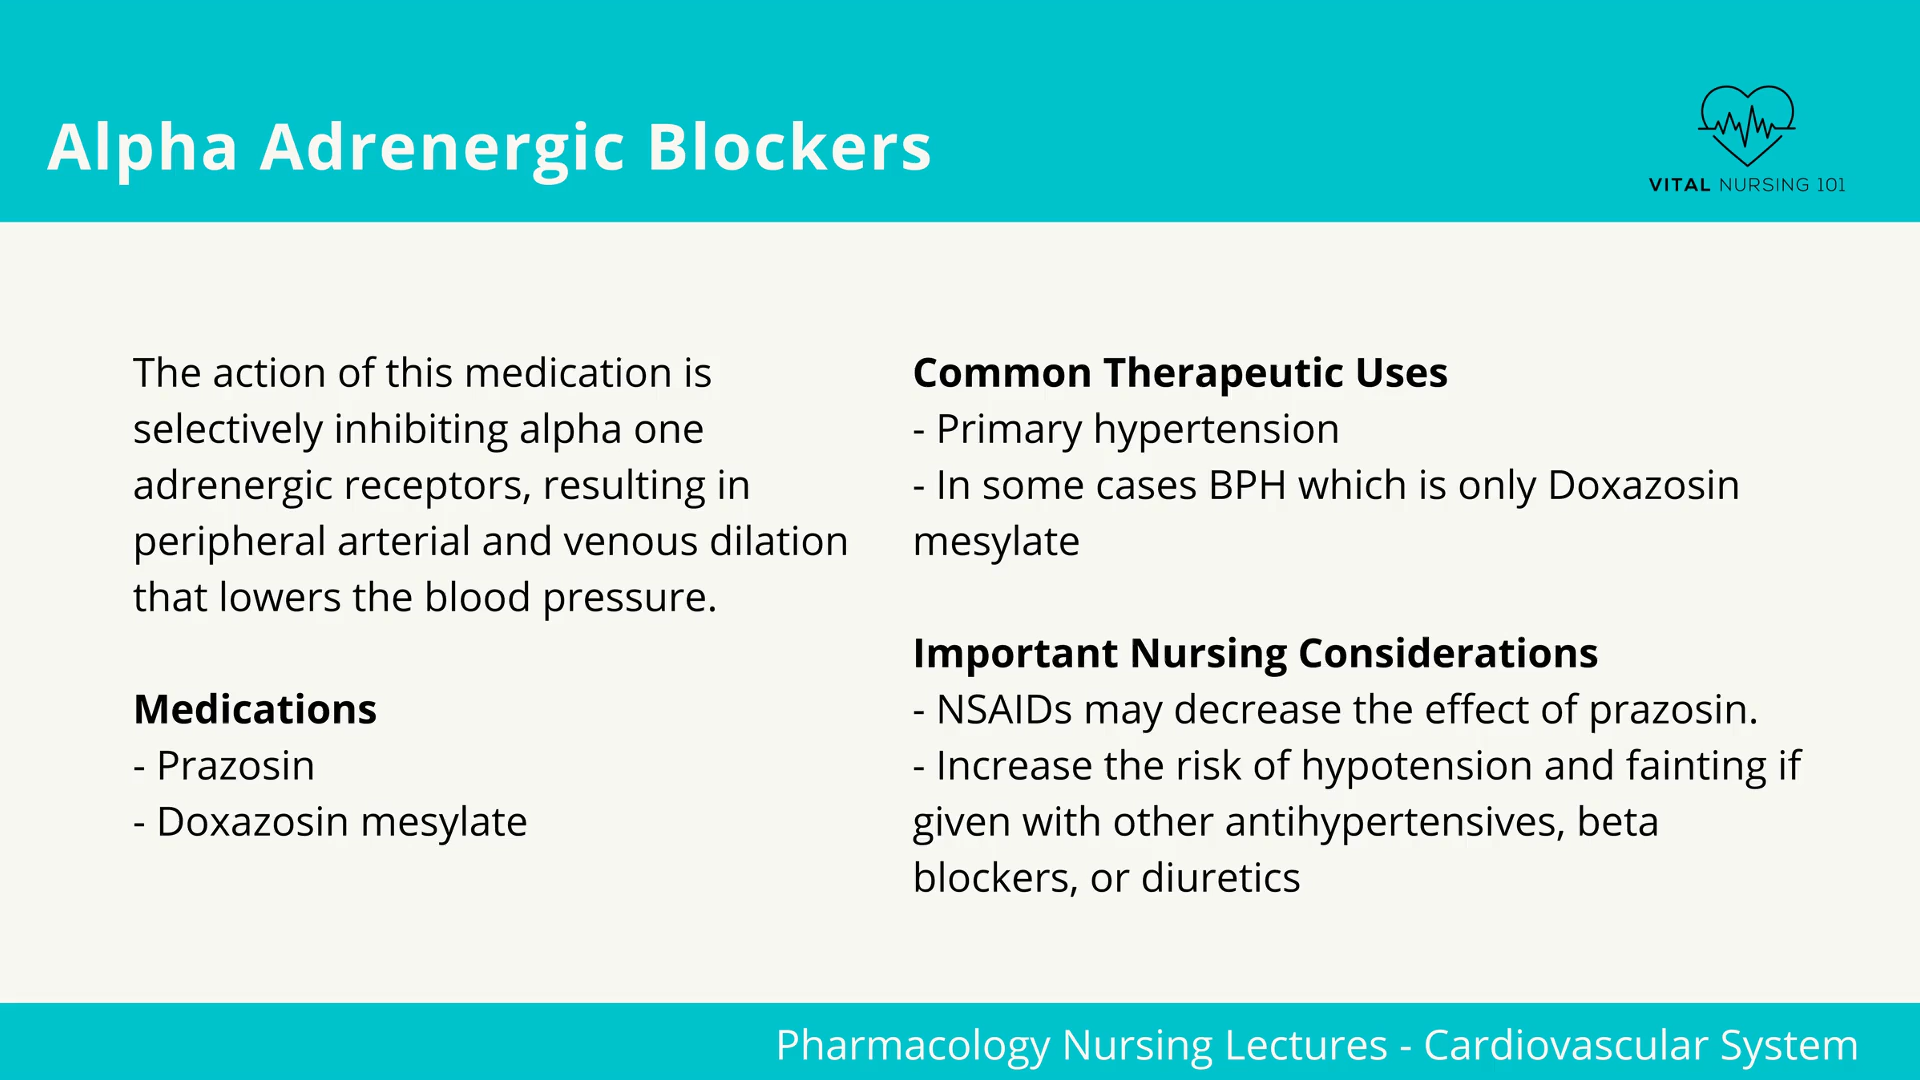 Alpha Adrenergic Blockers
VITAL NURSING 101
The action of this medication is
selectively inhibiting alpha one
adrenergic receptors, resulting in
peripheral arterial and venous dilation
that lowers the blood pressure.
Medications
- Prazosin
- Doxazosin mesylate
Common Therapeutic Uses
- Primary hypertension
- In some cases BPH which is only Doxazosin
mesylate
Important Nursing Considerations
- NSAIDs may decrease the effect of prazosin.
- Increase the risk of hypotension and fainting if
given with other antihypertensives, beta
blockers, or diuretics
Pharmacology Nursing Lectures - Cardiovascular System